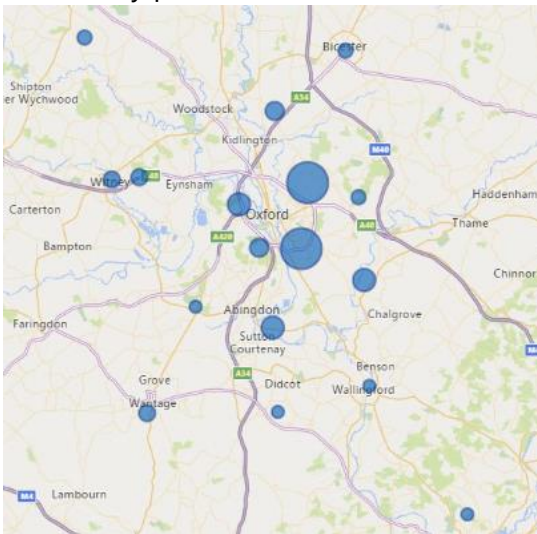 Bicester
Shipton
er Wychwood
A34
Woodstock
Kidlington
M40
Witney
A40
Eynsham
Haddenham
Carterton
Oxford
A40
Thame
A420
Bampton
Chinnor
Abingdon
Chalgrove
Faringdon
Sutton
Courtenay
Benson
A34
Grove
Didcot
Wallingford
Wantage
M4
Lambourn